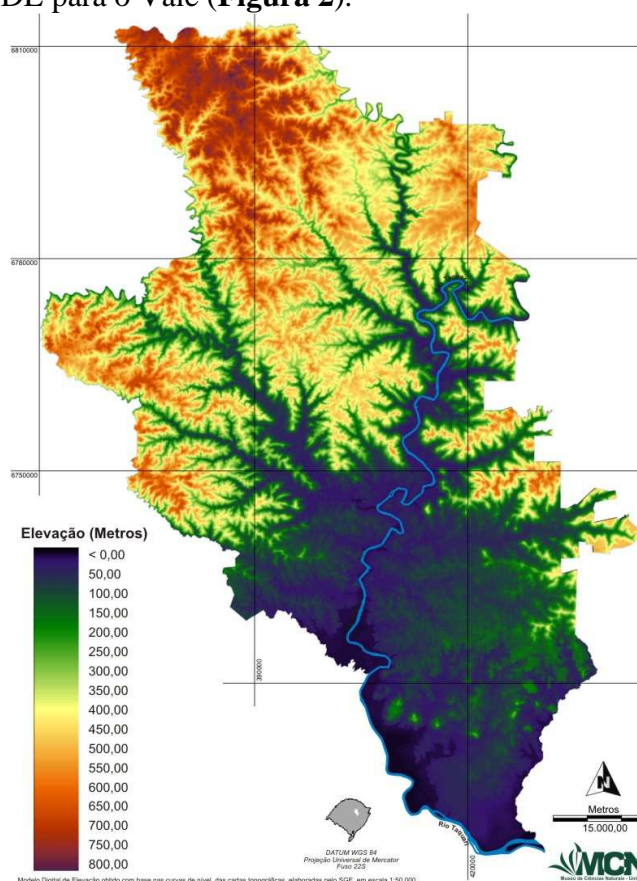 DE para o Vale (Figura 2).
6810000
6780000
6750000
Elevação (Metros)
< 0,00
50,00
100,00
150,00
200,00
250,00
300,00
350,00
400,00
450,00
500,00
550,00
600,00
650,00
700,00
750,00
800,00
390000
420000
Rio Taquari
N
Metros
15.000,00
DATUM WGS 84
Projeção Universal de Mercator
Fuso 22S
MCN
Museu de Ciências Naturais
Modelo Digital de Elevação obtido com base nas curvas de nível, das cartas topográficas, elaboradas pelo SGE, em escala 1:50.000